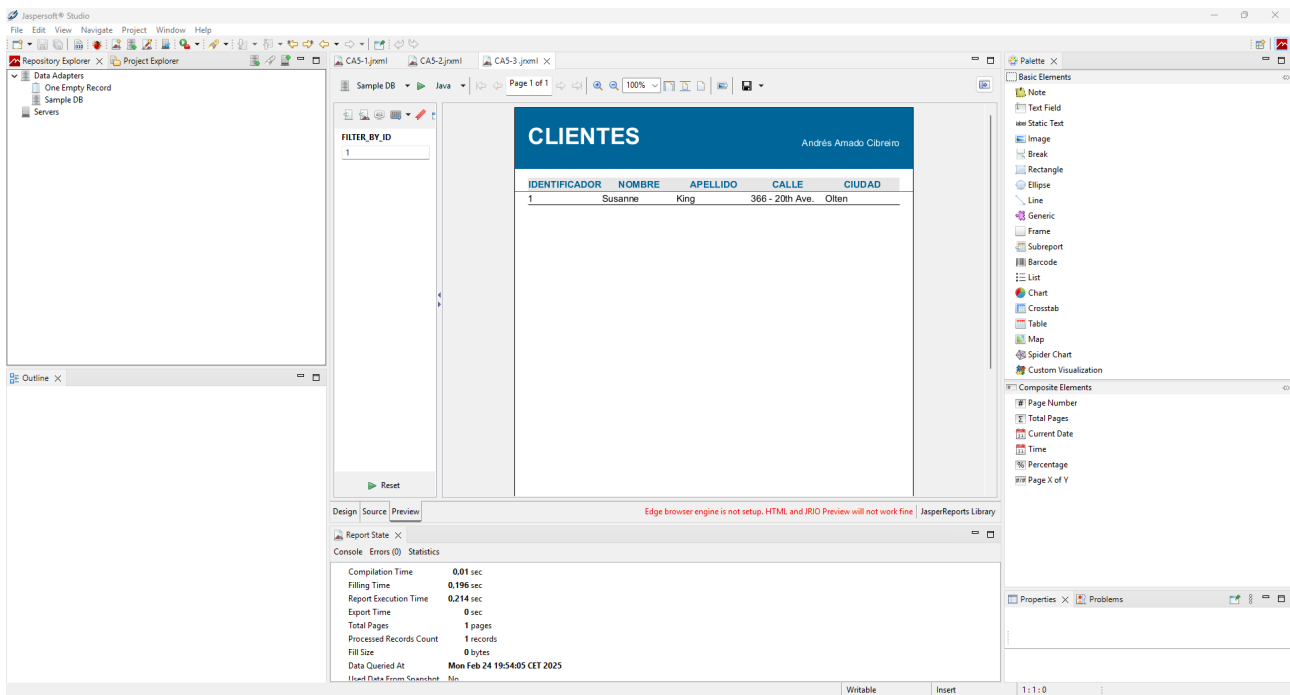 Jaspersoft® Studio
File Edit View Navigate Project Window Help
Repository Explorer Project Explorer
Data Adapters
One Empty Record
Sample DB
Servers
Outline
CA5-1.jrxml CA5-2.jrxml CA5-3 .jrxml
Sample DB Java Page 1 of 1 100%
FILTER_BY_ID
1
Reset
CLIENTES
Andrés Amado Cibreiro
IDENTIFICADOR NOMBRE APELLIDO CALLE CIUDAD
1 Susanne King 366 - 20th Ave. Olten
Design Source Preview
Edge browser engine is not setup. HTML and JRIO Preview will not work fine JasperReports Library
Report State
Console Errors (0) Statistics
Compilation Time 0,01 sec
Filling Time 0,196 sec
Report Execution Time 0,214 sec
Export Time 0 sec
Total Pages 1 pages
Processed Records Count 1 records
Fill Size 0 bytes
Data Queried At Mon Feb 24 19:54:05 CET 2025
Used Data From Snapshot No
Palette
Basic Elements
Note
Text Field
label Static Text
Image
Break
Rectangle
Ellipse
Line
Generic
Frame
Subreport
Barcode
List
Chart
Crosstab
Table
Map
Spider Chart
Custom Visualization
Composite Elements
# Page Number
Σ Total Pages
Current Date
Time
% Percentage
#/# Page X of Y
Properties Problems
Writable Insert 1:1:0